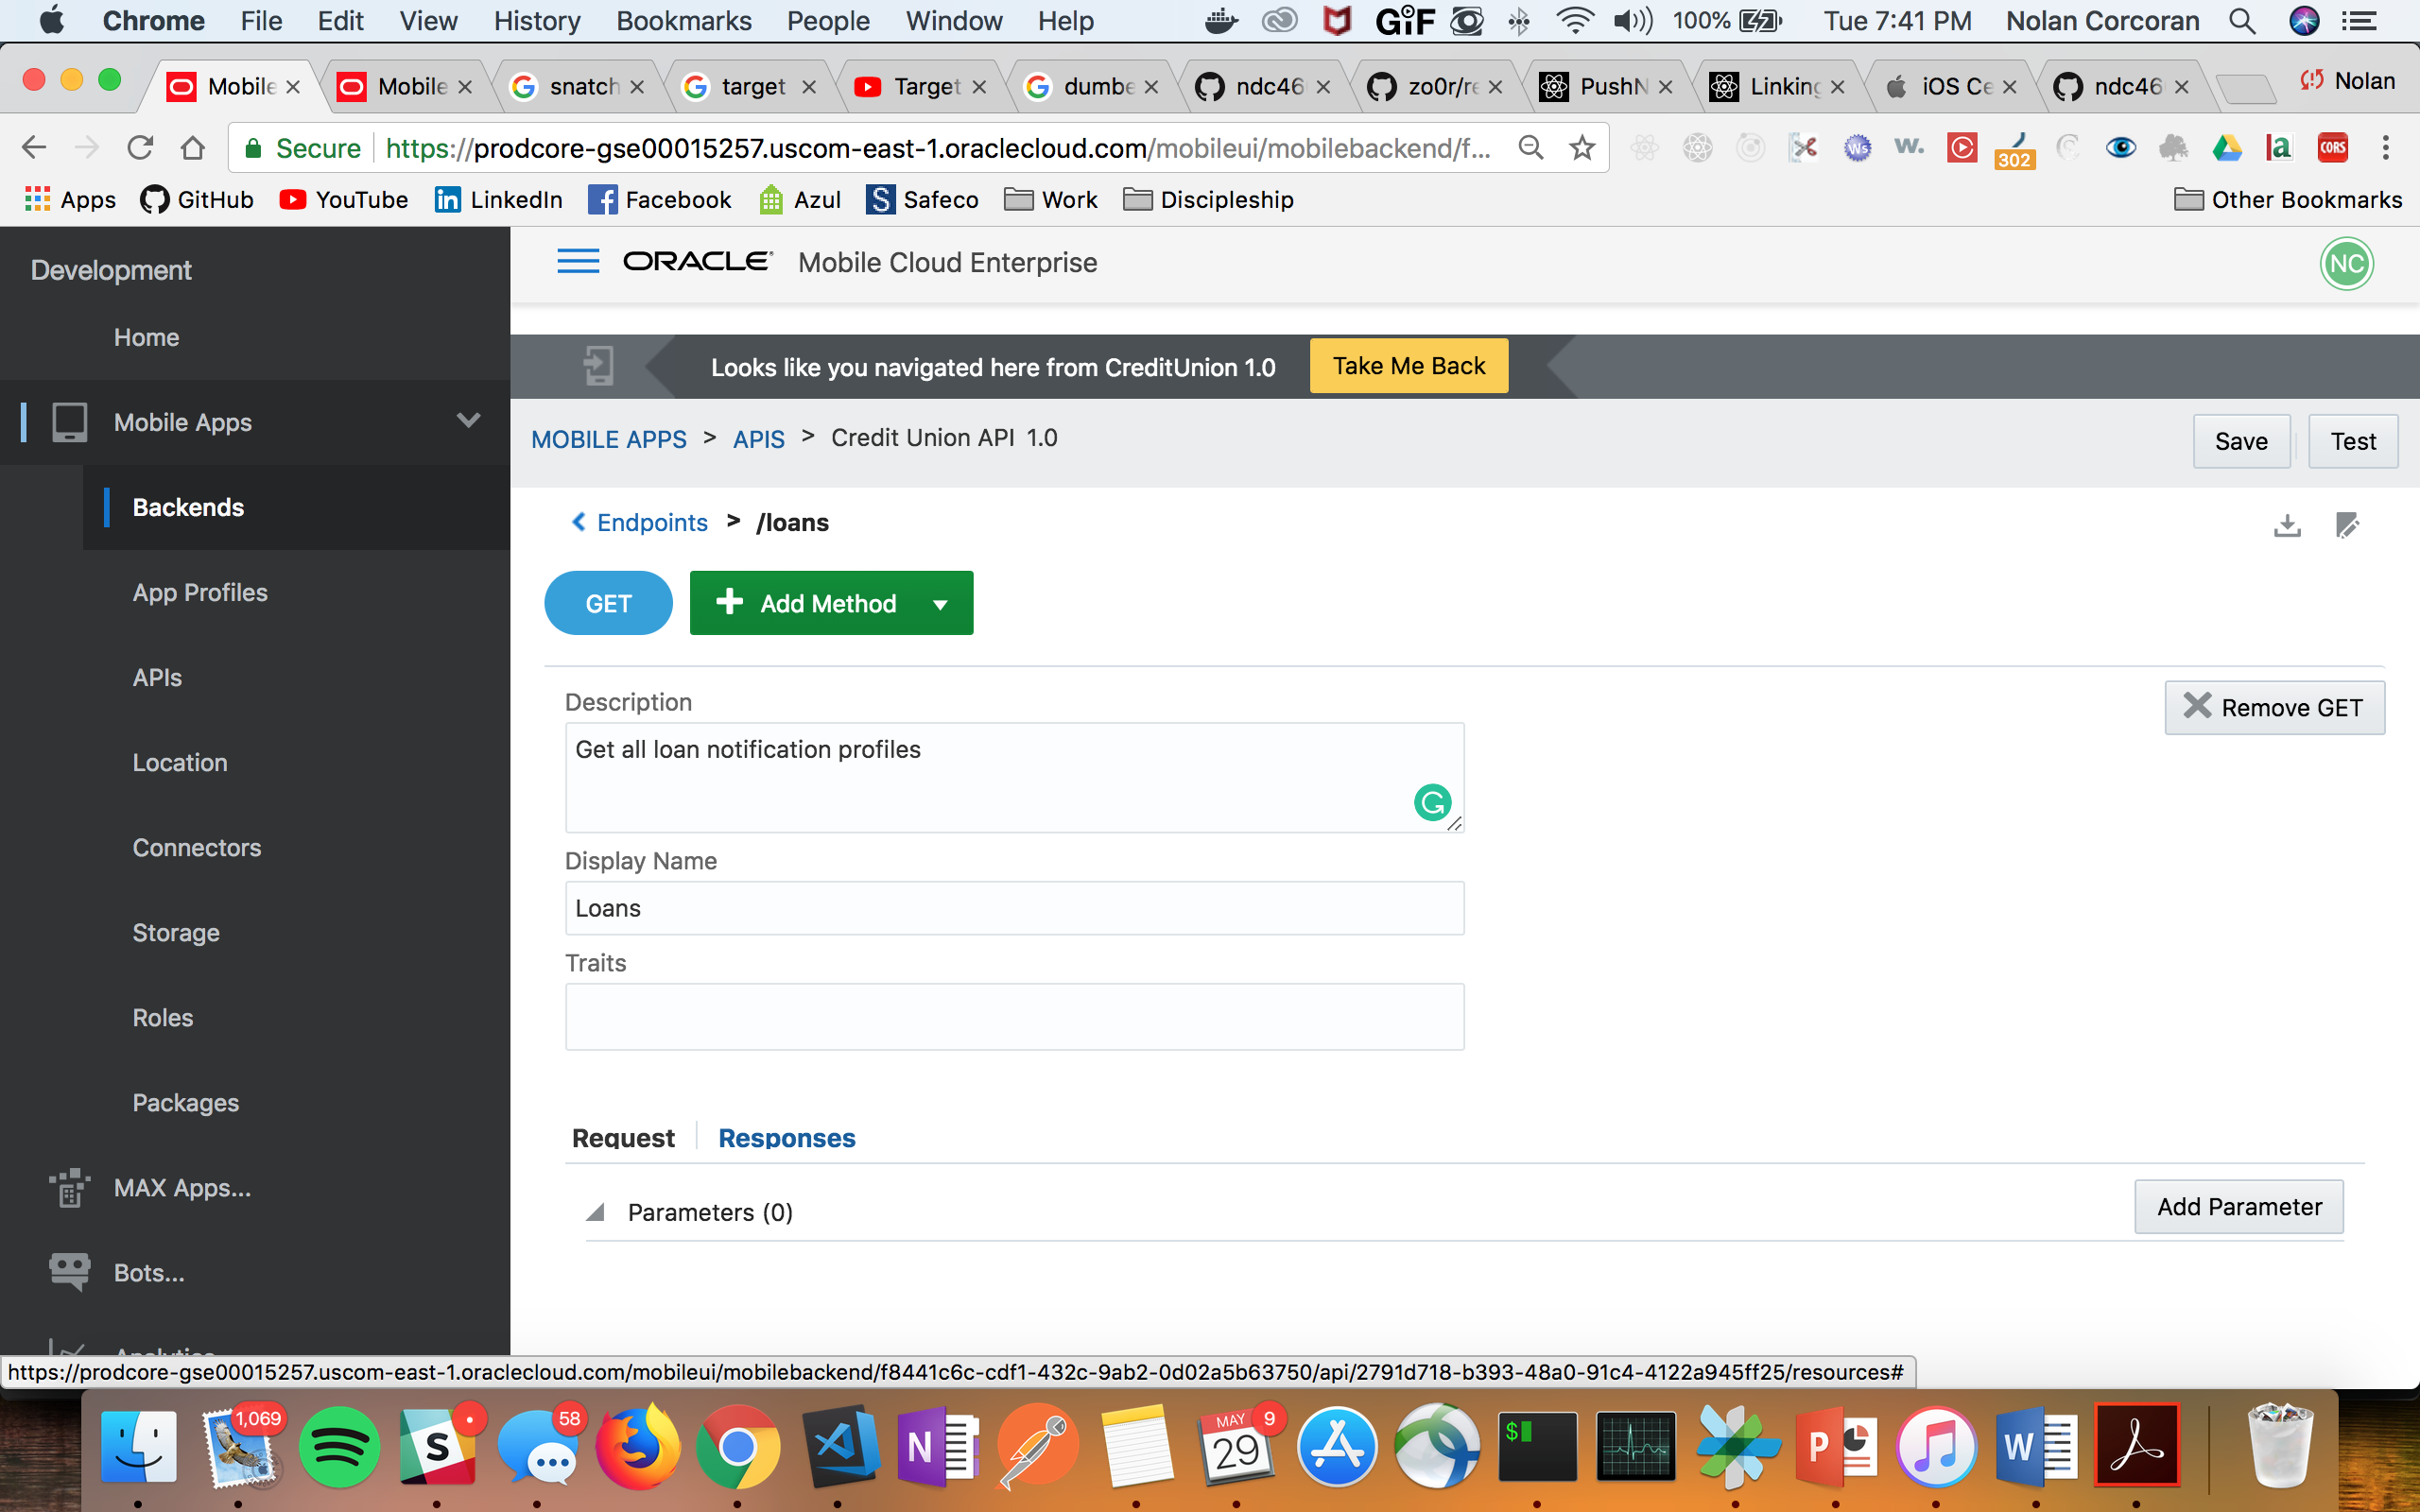 Chrome File Edit View History Bookmarks People Window Help GIF 100% Tue 7:41 PM Nolan Corcoran
Mobile Mobile snatch target Target dumbe ndc46 zo0r/re PushN Linking iOS Ce ndc46 Nolan
Secure https://prodcore-gse00015257.uscom-east-1.oraclecloud.com/mobileui/mobilebackend/f... Ws w. 302 a CORS
Apps GitHub YouTube LinkedIn Facebook Azul Safeco Work Discipleship Other Bookmarks
Development
ORACLE Mobile Cloud Enterprise NC
Home
Looks like you navigated here from CreditUnion 1.0 Take Me Back
Mobile Apps
MOBILE APPS > APIS > Credit Union API 1.0 Save Test
Backends
Endpoints > /loans
App Profiles
GET Add Method
APIs
Description
Remove GET
Get all loan notification profiles
Location
Connectors
Display Name
Loans
Storage
Traits
Roles
Packages
Request Responses
MAX Apps...
Parameters (0) Add Parameter
Bots...
Analytics
https://prodcore-gse00015257.uscom-east-1.oraclecloud.com/mobileui/mobilebackend/f8441c6c-cdf1-432c-9ab2-0d02a5b63750/api/2791d718-b393-48a0-91c4-4122a945ff25/resources#
1,069 S 58 N MAY 9 29 $ P W